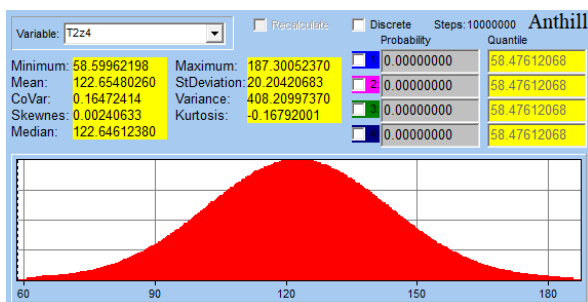 Variable: T2z4 Recalculate Discrete Steps:10000000 Anthill
Probability Quantile
Minimum: 58.59962198 Maximum: 187.30052370 1 0.00000000 58.47612068
Mean: 122.65480260 StDeviation: 20.20420683 2 0.00000000 58.47612068
CoVar: 0.16472414 Variance: 408.20997370 3 0.00000000 58.47612068
Skewnes: 0.00240633 Kurtosis: -0.16792001 4 0.00000000 58.47612068
Median: 122.64612380
60 90 120 150 180